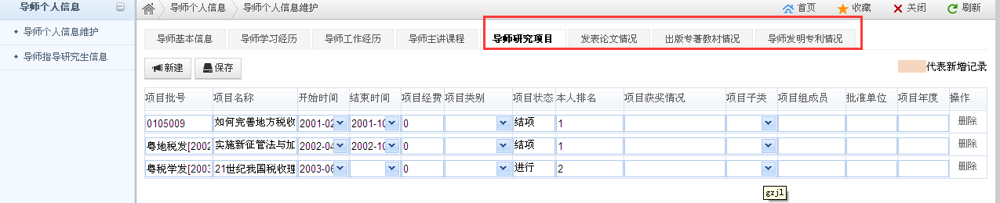 导师个人信息
导师个人信息维护
导师指导研究生信息
导师个人信息 导师个人信息维护 首页 收藏 关闭 刷新
导师基本信息 导师学习经历 导师工作经历 导师主讲课程 导师研究项目 发表论文情况 出版专著教材情况 导师发明专利情况
新建 保存 代表新增记录
项目批号 项目名称 开始时间 结束时间 项目经费 项目类别 项目状态 本人排名 项目获奖情况 项目子类 项目组成员 批准单位 项目年度 操作
0105009 如何完善地方税收 2001-02 2001-10 0 结项 1 删除
粤地税发[2002 实施新征管法与加 2002-04 2002-10 0 结项 1 删除
粤税学发[2003 21世纪我国税收理 2003-06 0 进行 2 删除
gzjl